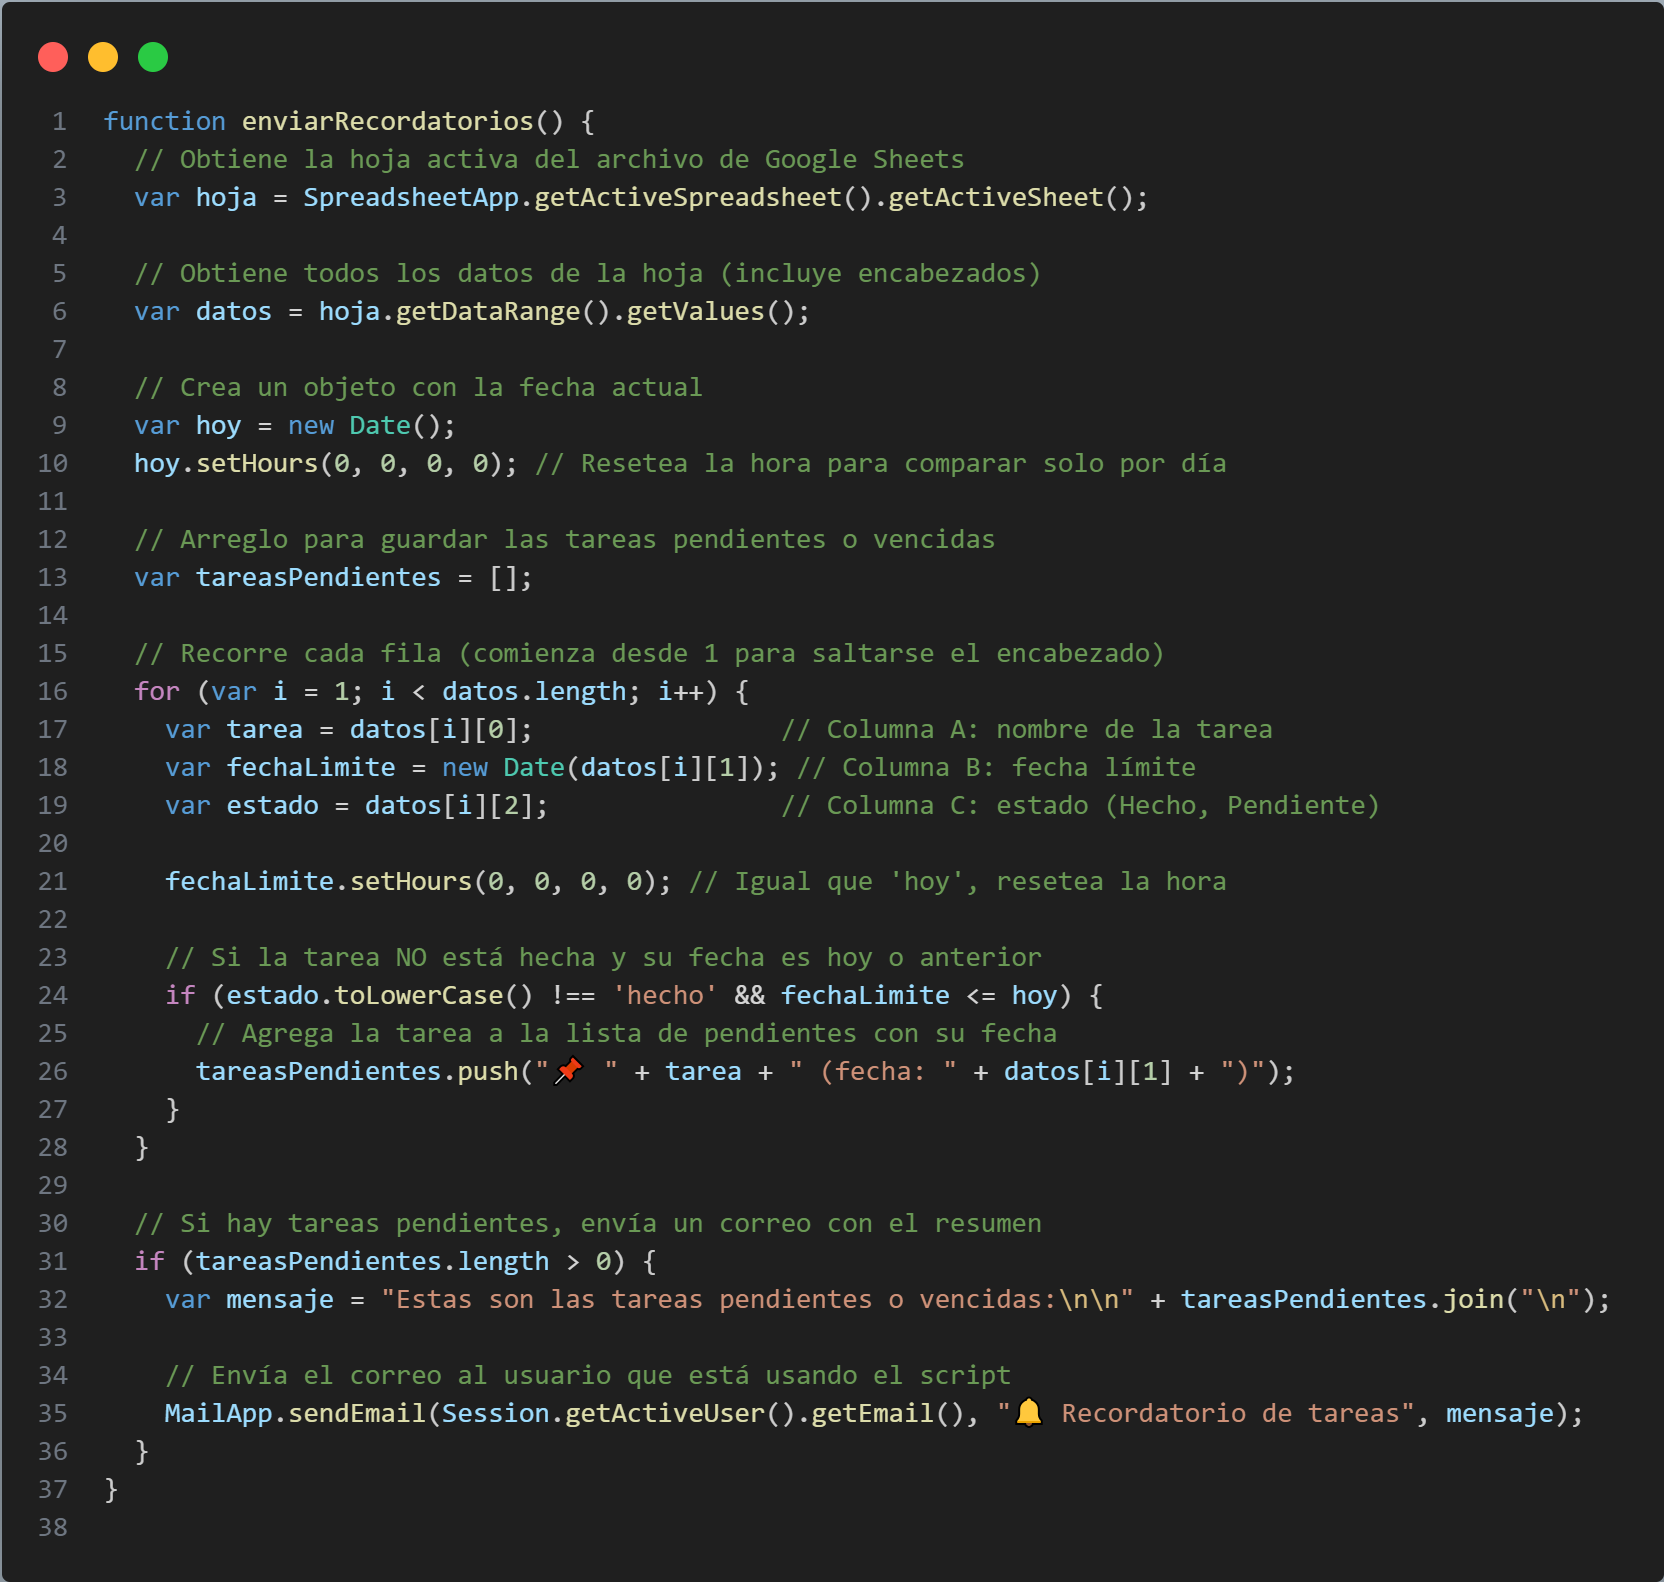 1 function enviarRecordatorios() {
2   // Obtiene la hoja activa del archivo de Google Sheets
3   var hoja = SpreadsheetApp.getActiveSpreadsheet().getActiveSheet();
4
5   // Obtiene todos los datos de la hoja (incluye encabezados)
6   var datos = hoja.getDataRange().getValues();
7
8   // Crea un objeto con la fecha actual
9   var hoy = new Date();
10   hoy.setHours(0, 0, 0, 0); // Resetea la hora para comparar solo por día
11
12   // Arreglo para guardar las tareas pendientes o vencidas
13   var tareasPendientes = [];
14
15   // Recorre cada fila (comienza desde 1 para saltarse el encabezado)
16   for (var i = 1; i < datos.length; i++) {
17     var tarea = datos[i][0];                // Columna A: nombre de la tarea
18     var fechaLimite = new Date(datos[i][1]); // Columna B: fecha límite
19     var estado = datos[i][2];               // Columna C: estado (Hecho, Pendiente)
20
21     fechaLimite.setHours(0, 0, 0, 0); // Igual que 'hoy', resetea la hora
22
23     // Si la tarea NO está hecha y su fecha es hoy o anterior
24     if (estado.toLowerCase() !== 'hecho' && fechaLimite <= hoy) {
25       // Agrega la tarea a la lista de pendientes con su fecha
26       tareasPendientes.push("📌 " + tarea + " (fecha: " + datos[i][1] + ")");
27     }
28   }
29
30   // Si hay tareas pendientes, envía un correo con el resumen
31   if (tareasPendientes.length > 0) {
32     var mensaje = "Estas son las tareas pendientes o vencidas:\n\n" + tareasPendientes.join("\n");
33
34     // Envía el correo al usuario que está usando el script
35     MailApp.sendEmail(Session.getActiveUser().getEmail(), "🔔 Recordatorio de tareas", mensaje);
36   }
37 }
38